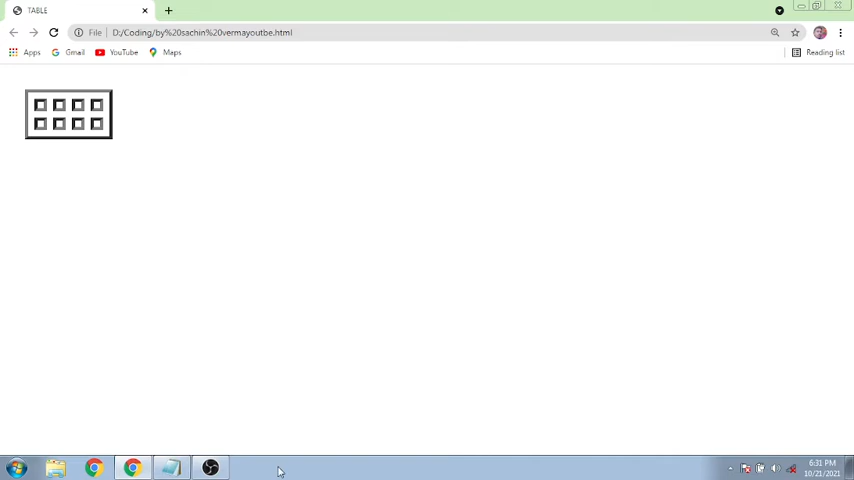 TABLE
File D:/Coding/by%20sachin%20vermayoutbe.html
Apps Gmail YouTube Maps Reading list
6:31 PM
10/21/2021